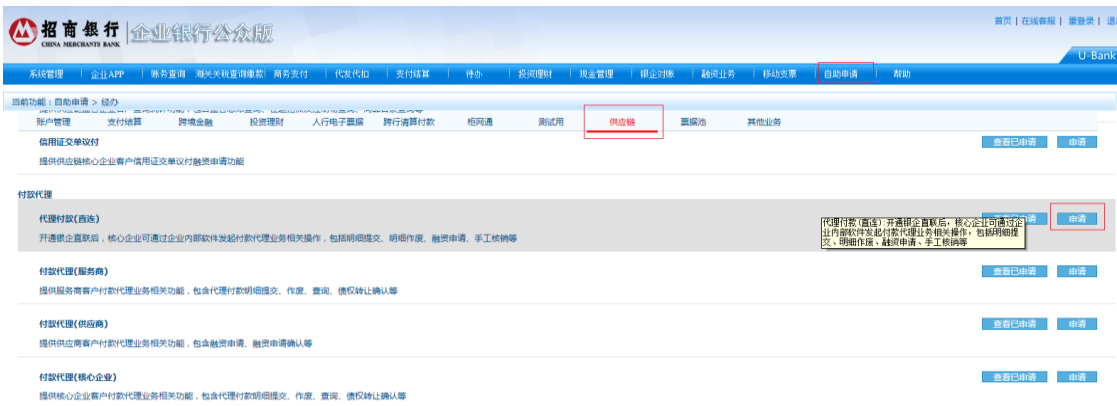 首页 | 在线客服 | 重登录 | 退
招商银行 企业银行公众版
CHINA MERCHANTS BANK
U-Bank
系统管理 企业APP 账务查询 海关关税查询缴款 商务支付 代发代扣 支付结算 待办 投资理财 现金管理 银企对账 融资业务 移动支票 自助申请 帮助
当前功能：自助申请 > 经办
账户管理 支付结算 跨境金融 投资理财 人行电子票据 跨行清算付款 柜网通 测试用 供应链 票据池 其他业务
信用证交单议付 查看已申请 申请
提供供应链核心企业客户信用证交单议付融资申请功能
付款代理
代理付款(直连) 申请
代理付款(直连):开通银企直联后，核心企业可通过企
业内部软件发起付款代理业务相关操作，包括明细提
交、明细作废、融资申请、手工核销等
开通银企直联后，核心企业可通过企业内部软件发起付款代理业务相关操作，包括明细提交、明细作废、融资申请、手工核销等
付款代理(服务商) 查看已申请 申请
提供服务商客户付款代理业务相关功能，包含代理付款明细提交、作废、查询、债权转让确认等
付款代理(供应商) 查看已申请 申请
提供供应商客户付款代理业务相关功能，包含融资申请、融资申请确认等
付款代理(核心企业) 查看已申请 申请
提供核心企业客户付款代理业务相关功能，包含代理付款明细提交、作废、查询、债权转让确认等